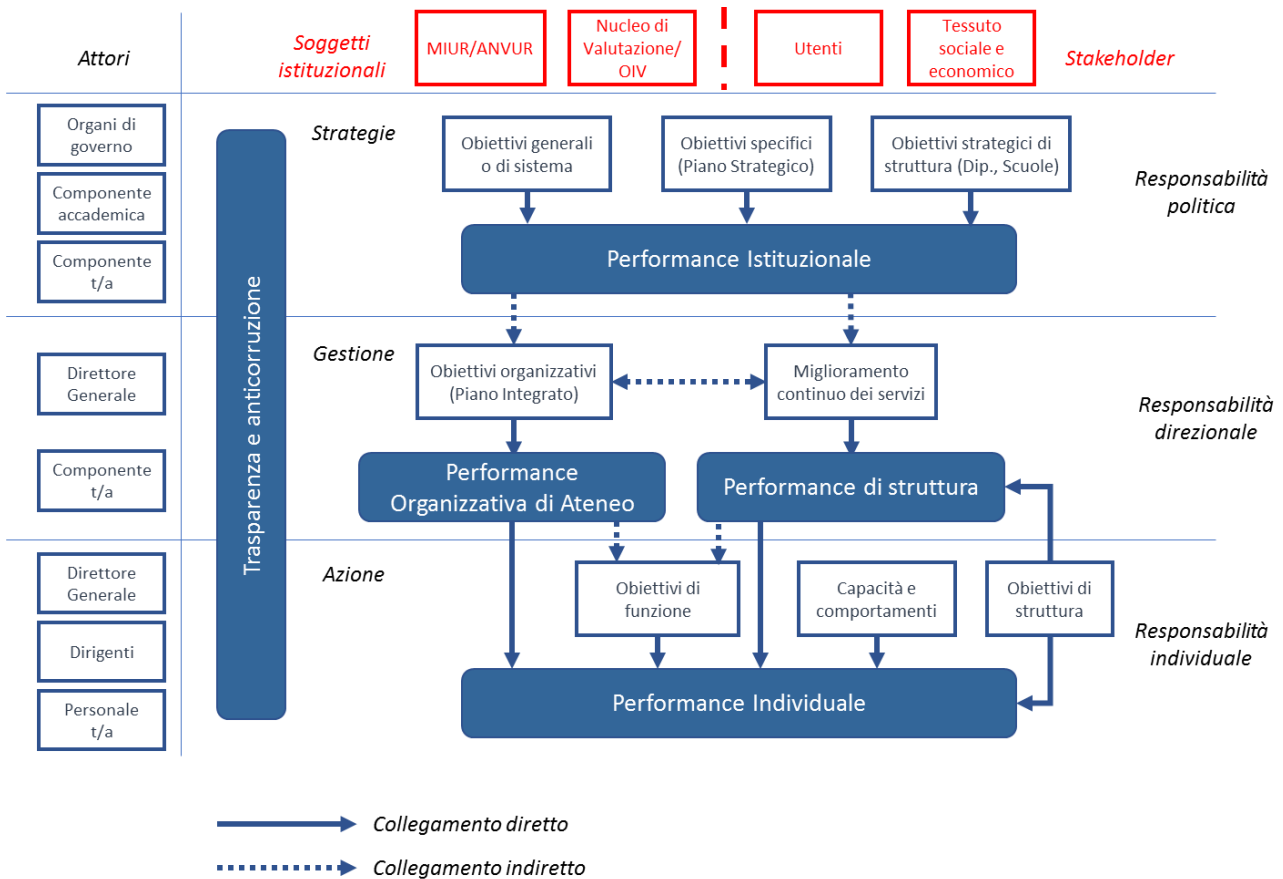 Attori
Soggetti
istituzionali
MIUR/ANVUR
Nucleo di
Valutazione/
OIV
Utenti
Tessuto
sociale e
economico
Stakeholder
Organi di
governo
Componente
accademica
Componente
t/a
Trasparenza e anticorruzione
Strategie
Obiettivi generali
o di sistema
Obiettivi specifici
(Piano Strategico)
Obiettivi strategici di
struttura (Dip., Scuole)
Responsabilità
politica
Performance Istituzionale
Direttore
Generale
Componente
t/a
Gestione
Obiettivi organizzativi
(Piano Integrato)
Miglioramento
continuo dei servizi
Responsabilità
direzionale
Performance
Organizzativa di Ateneo
Performance di struttura
Direttore
Generale
Dirigenti
Personale
t/a
Azione
Obiettivi di
funzione
Capacità e
comportamenti
Obiettivi di
struttura
Responsabilità
individuale
Performance Individuale
Collegamento diretto
Collegamento indiretto